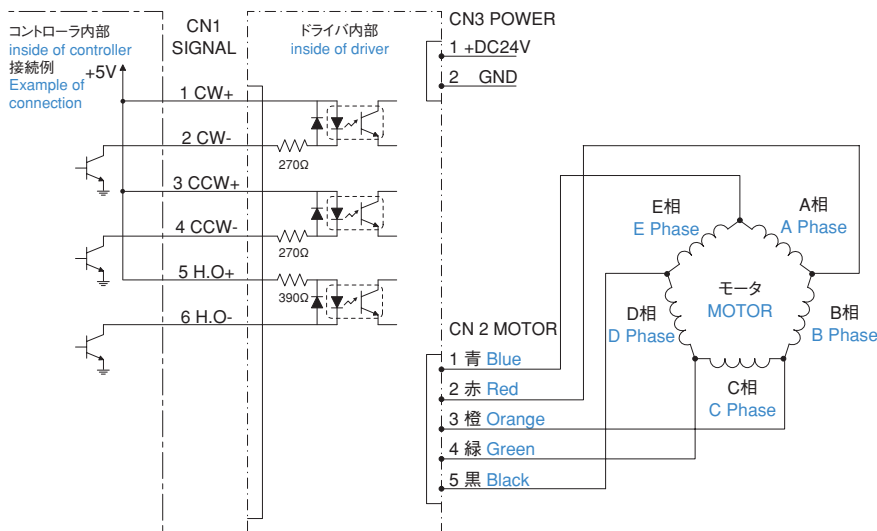 コントローラ内部
inside of controller
接続例
Example of
connection
+5V
CN1
SIGNAL
ドライバ内部
inside of driver
CN3 POWER
1 +DC24V
2 GND
1 CW+
2 CW-
270Ω
3 CCW+
4 CCW-
270Ω
5 H.O+
390Ω
6 H.O-
CN 2 MOTOR
1 青 Blue
2 赤 Red
3 橙 Orange
4 緑 Green
5 黒 Black
E相
E Phase
A相
A Phase
モータ
MOTOR
D相
D Phase
B相
B Phase
C相
C Phase